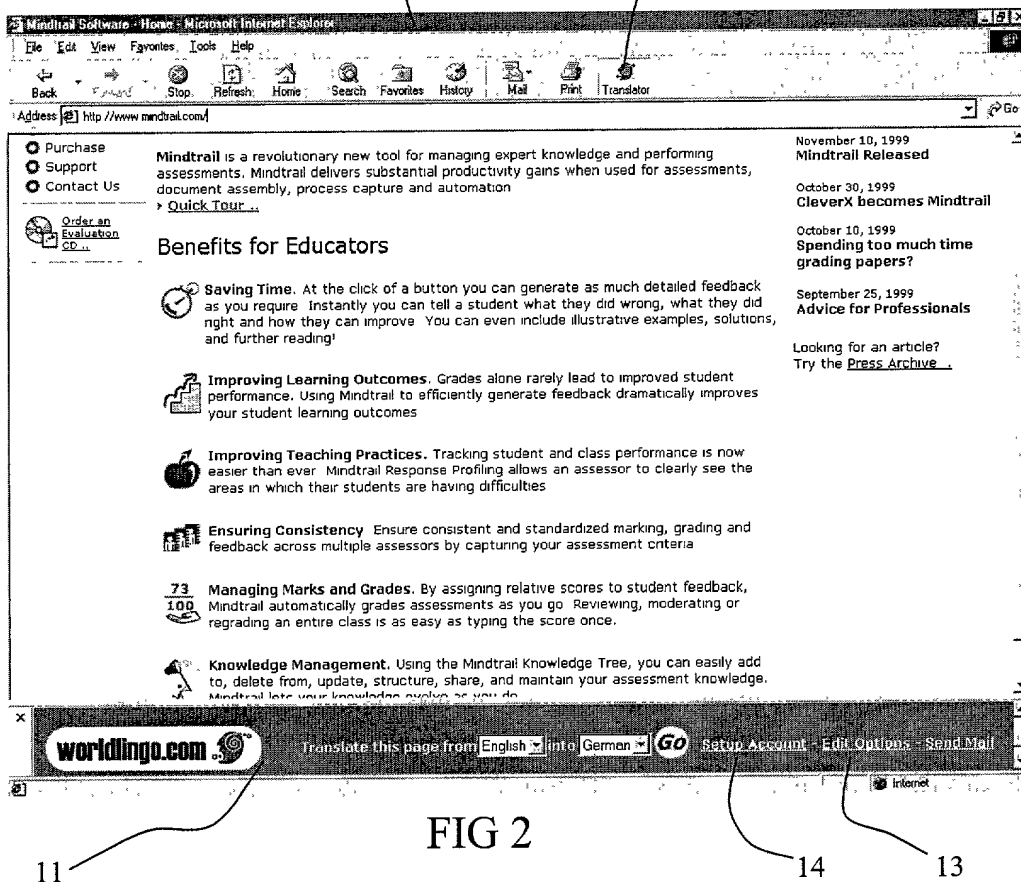 Mindtrail Software - Home - Microsoft Internet Explorer
File Edit View Favorites Tools Help
Back Forward Stop Refresh Home Search Favorites History Mail Print Translator
Address http://www mindtrail.com/ Go
Purchase
Support
Contact Us
Order an
Evaluation
CD ..
Mindtrail is a revolutionary new tool for managing expert knowledge and performing
assessments. Mindtrail delivers substantial productivity gains when used for assessments,
document assembly, process capture and automation
› Quick Tour ..
Benefits for Educators
Saving Time. At the click of a button you can generate as much detailed feedback
as you require Instantly you can tell a student what they did wrong, what they did
right and how they can improve You can even include illustrative examples, solutions,
and further reading!
Improving Learning Outcomes. Grades alone rarely lead to improved student
performance. Using Mindtrail to efficiently generate feedback dramatically improves
your student learning outcomes
Improving Teaching Practices. Tracking student and class performance is now
easier than ever Mindtrail Response Profiling allows an assessor to clearly see the
areas in which their students are having difficulties
Ensuring Consistency Ensure consistent and standardized marking, grading and
feedback across multiple assessors by capturing your assessment criteria
73
100
Managing Marks and Grades. By assigning relative scores to student feedback,
Mindtrail automatically grades assessments as you go Reviewing, moderating or
regrading an entire class is as easy as typing the score once.
Knowledge Management. Using the Mindtrail Knowledge Tree, you can easily add
to, delete from, update, structure, share, and maintain your assessment knowledge.
Mindtrail lets your knowledge evolve as you do
November 10, 1999
Mindtrail Released
October 30, 1999
CleverX becomes Mindtrail
October 10, 1999
Spending too much time
grading papers?
September 25, 1999
Advice for Professionals
Looking for an article?
Try the Press Archive .
worldlingo.com Translate this page from English into German Go Setup Account - Edit Options - Send Mail
Internet
FIG 2
11 14 13